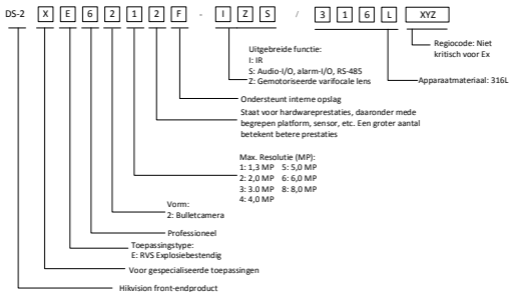 DS-2 X E 6 2 1 2 F - I Z S / 3 1 6 L XYZ
Regiocode: Niet
kritisch voor Ex
Uitgebreide functie:
I: IR
S: Audio-I/O, alarm-I/O, RS-485
Z: Gemotoriseerde varifocale lens
Apparaatmateriaal: 316L
Ondersteunt interne opslag
Staat voor hardwareprestaties, daaronder mede
begrepen platform, sensor, etc. Een groter aantal
betekent betere prestaties
Max. Resolutie (MP):
1: 1,3 MP 5: 5,0 MP
2: 2,0 MP 6: 6,0 MP
3: 3.0 MP 8: 8,0 MP
4: 4,0 MP
Vorm:
2: Bulletcamera
Professioneel
Toepassingstype:
E: RVS Explosiebestendig
Voor gespecialiseerde toepassingen
Hikvision front-endproduct